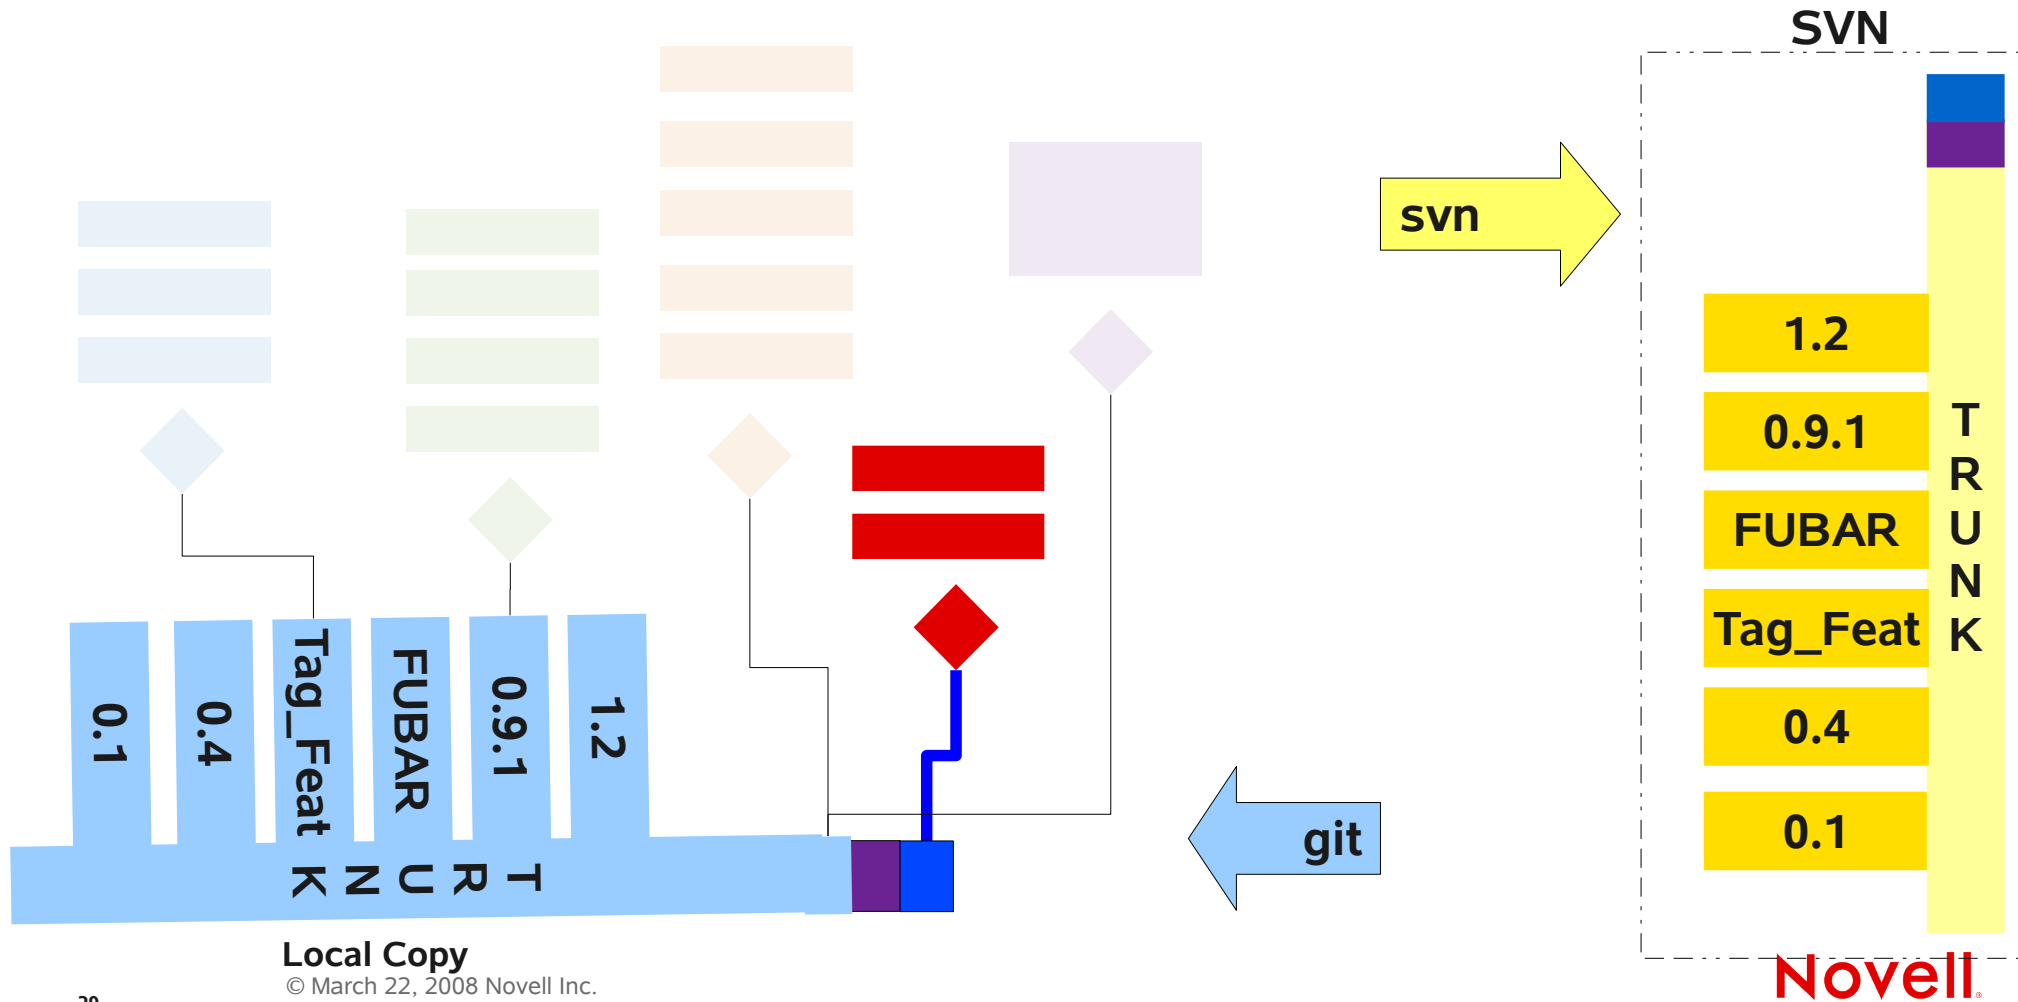 SVN
svn
1.2
0.9.1
FUBAR
Tag_Feat
0.4
0.1
TRUNK
0.1
0.4
Tag_Feat
FUBAR
0.9.1
1.2
TRUNK
git
Local Copy
© March 22, 2008 Novell Inc.
Novell.